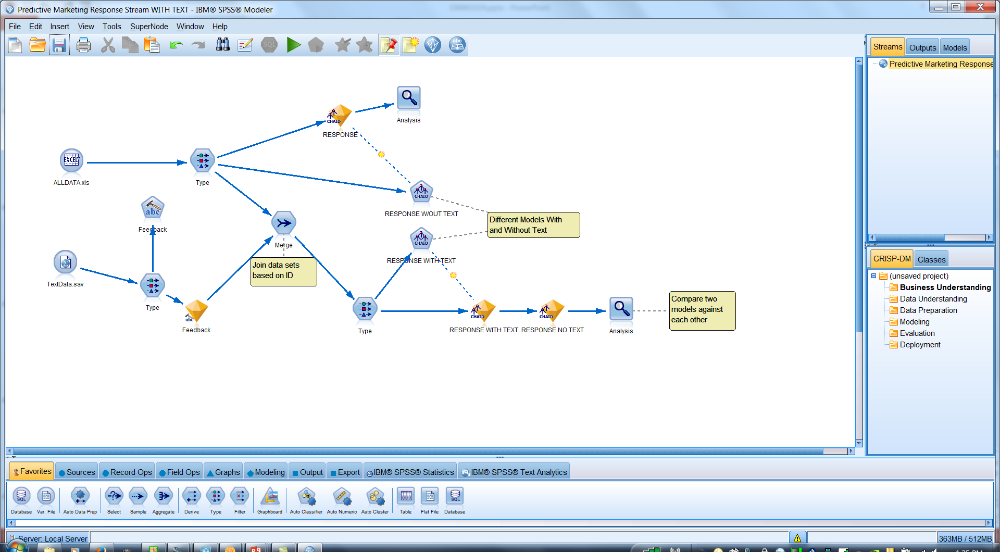 Predictive Marketing Response Stream WITH TEXT - IBM® SPSS® Modeler
File Edit Insert View Tools SuperNode Window Help
SQL
abc
Streams Outputs Models
Predictive Marketing Response
Analysis
CHAID
RESPONSE
EXCEL
ALLDATA.xls
Type
CHAID
RESPONSE W/OUT TEXT
abc
Feedback
Different Models With
and Without Text
Merge
CHAID
RESPONSE WITH TEXT
Join data sets
based on ID
TextData.sav
Type
abc
Feedback
Type
CHAID
RESPONSE WITH TEXT
CHAID
RESPONSE NO TEXT
Analysis
Compare two
models against
each other
CRISP-DM Classes
(unsaved project)
Business Understanding
Data Understanding
Data Preparation
Modeling
Evaluation
Deployment
Favorites Sources Record Ops Field Ops Graphs Modeling Output Export IBM® SPSS® Statistics IBM® SPSS® Text Analytics
SQL SQL
Database Var. File Auto Data Prep Select Sample Aggregate Derive Type Filter Graphboard Auto Classifier Auto Numeric Auto Cluster Table Flat File Database
Server: Local Server
363MB / 512MB